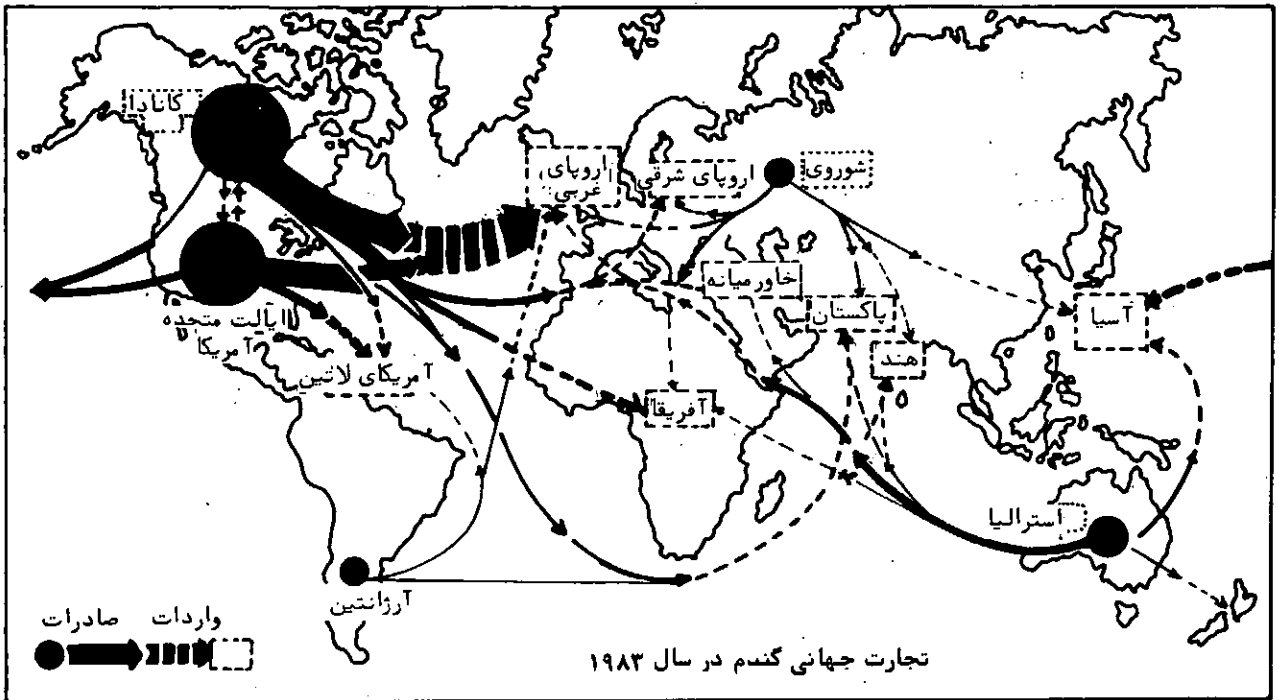 کانادا
اروپای
غربی
اروپای شرقی
شوروی
خاورمیانه
پاکستان
آسیا
هند
ایالت متحده
آمریکا
آمریکای لاتین
آفریقا
استرالیا
آرژانتین
صادرات واردات
تجارت جهانی گندم در سال ۱۹۸۳